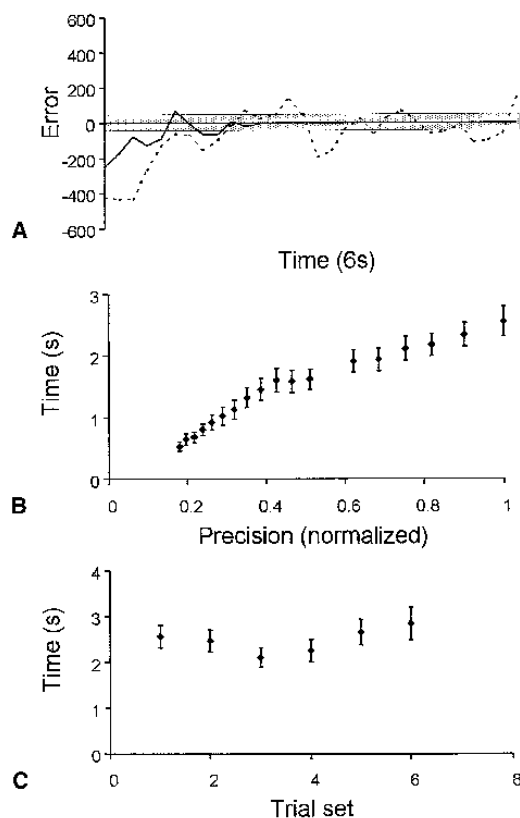 600
400
200
0
-200
-400
-600
Error
A
Time (6s)
3
2
1
0
Time (s)
0 0.2 0.4 0.6 0.8 1
B
Precision (normalized)
4
3
2
1
0
Time (s)
0 2 4 6 8
C
Trial set